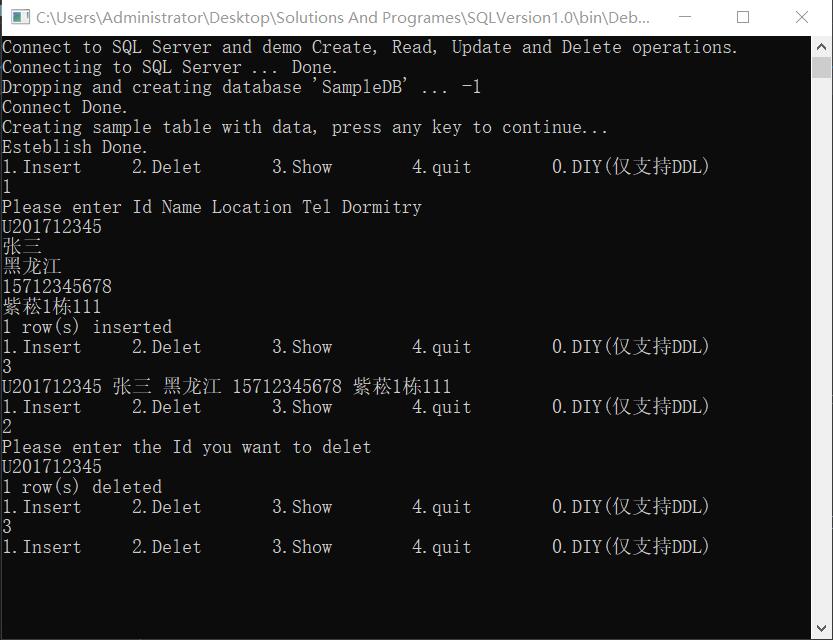 C:\Users\Administrator\Desktop\Solutions And Programes\SQLVersion1.0\bin\Deb...
Connect to SQL Server and demo Create, Read, Update and Delete operations.
Connecting to SQL Server ... Done.
Dropping and creating database 'SampleDB' ... -1
Connect Done.
Creating sample table with data, press any key to continue...
Esteblish Done.
1.Insert 2.Delet 3.Show 4.quit 0.DIY(仅支持DDL)
1
Please enter Id Name Location Tel Dormitry
U201712345
张三
黑龙江
15712345678
紫菘1栋111
1 row(s) inserted
1.Insert 2.Delet 3.Show 4.quit 0.DIY(仅支持DDL)
3
U201712345 张三 黑龙江 15712345678 紫菘1栋111
1.Insert 2.Delet 3.Show 4.quit 0.DIY(仅支持DDL)
2
Please enter the Id you want to delet
U201712345
1 row(s) deleted
1.Insert 2.Delet 3.Show 4.quit 0.DIY(仅支持DDL)
3
1.Insert 2.Delet 3.Show 4.quit 0.DIY(仅支持DDL)